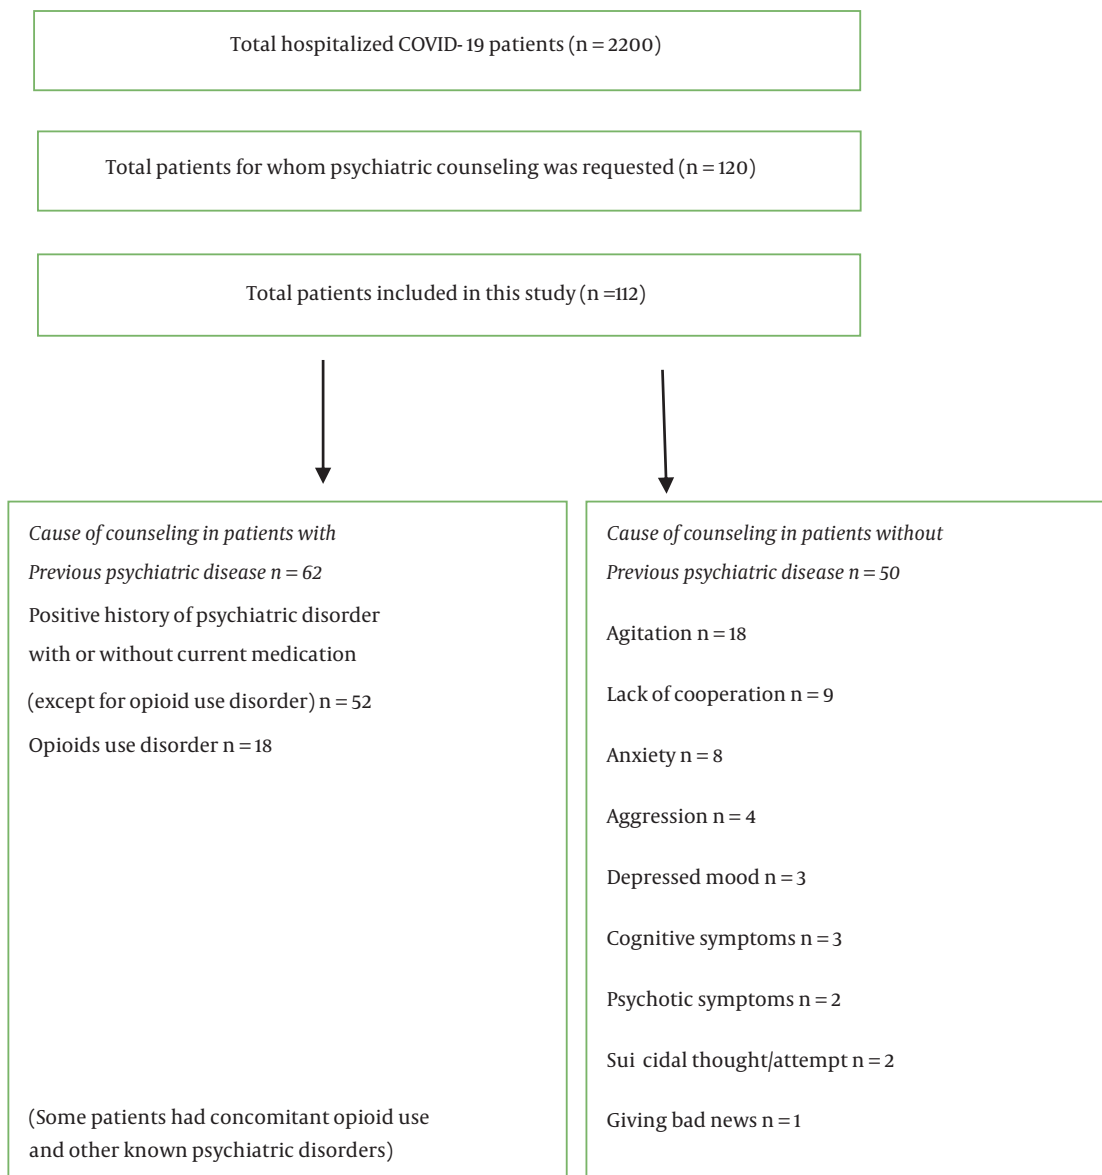 Total hospitalized COVID-19 patients (n = 2200)
Total patients for whom psychiatric counseling was requested (n = 120)
Total patients included in this study (n =112)
Cause of counseling in patients with
Previous psychiatric disease n = 62
Positive history of psychiatric disorder
with or without current medication
(except for opioid use disorder) n = 52
Opioids use disorder n = 18
(Some patients had concomitant opioid use
and other known psychiatric disorders)
Cause of counseling in patients without
Previous psychiatric disease n = 50
Agitation n = 18
Lack of cooperation n = 9
Anxiety n = 8
Aggression n = 4
Depressed mood n = 3
Cognitive symptoms n = 3
Psychotic symptoms n = 2
Sui cidal thought/attempt n = 2
Giving bad news n = 1